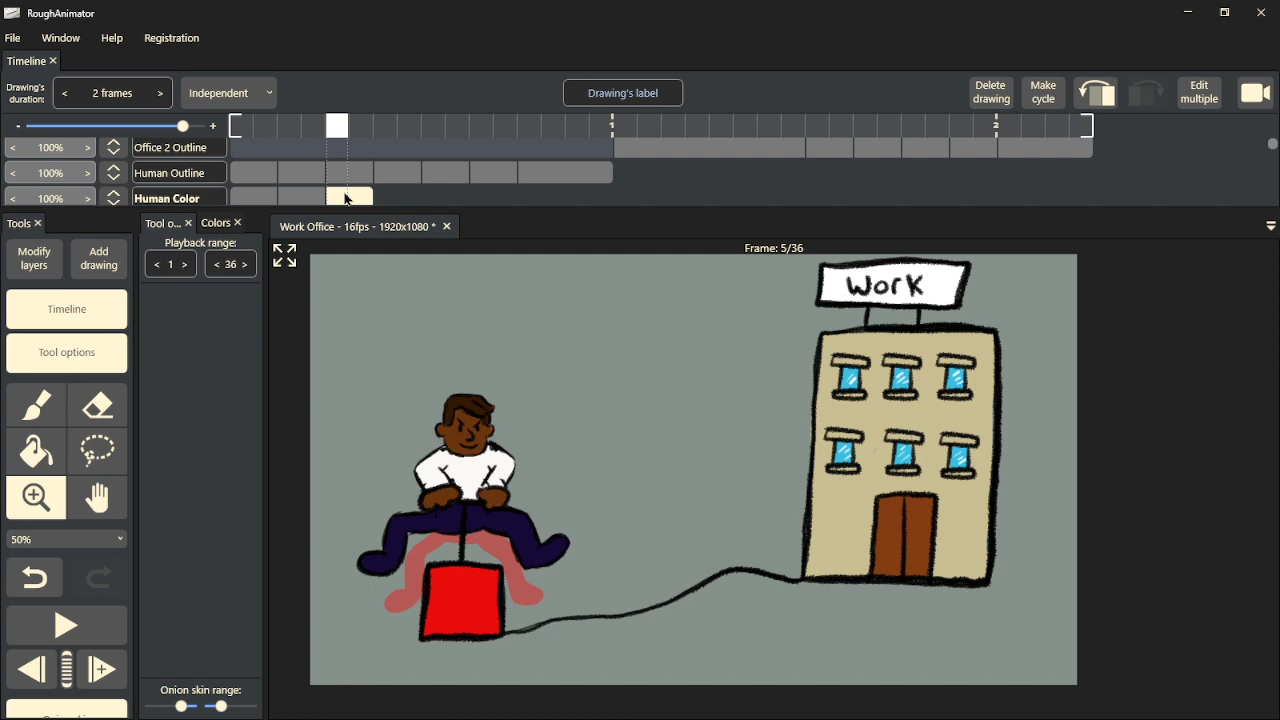 RoughAnimator
File Window Help Registration
Timeline
Drawing's duration: < 2 frames > Independent Drawing's label Delete drawing Make cycle Edit multiple
- + 1 2
< 100% > Office 2 Outline
< 100% > Human Outline
< 100% > Human Color
Tools Tool o... Colors Work Office - 16fps - 1920x1080 *
Playback range: Frame: 5/36
Modify layers Add drawing < 1 > < 36 >
Work
Timeline
Tool options
50%
Onion skin range: